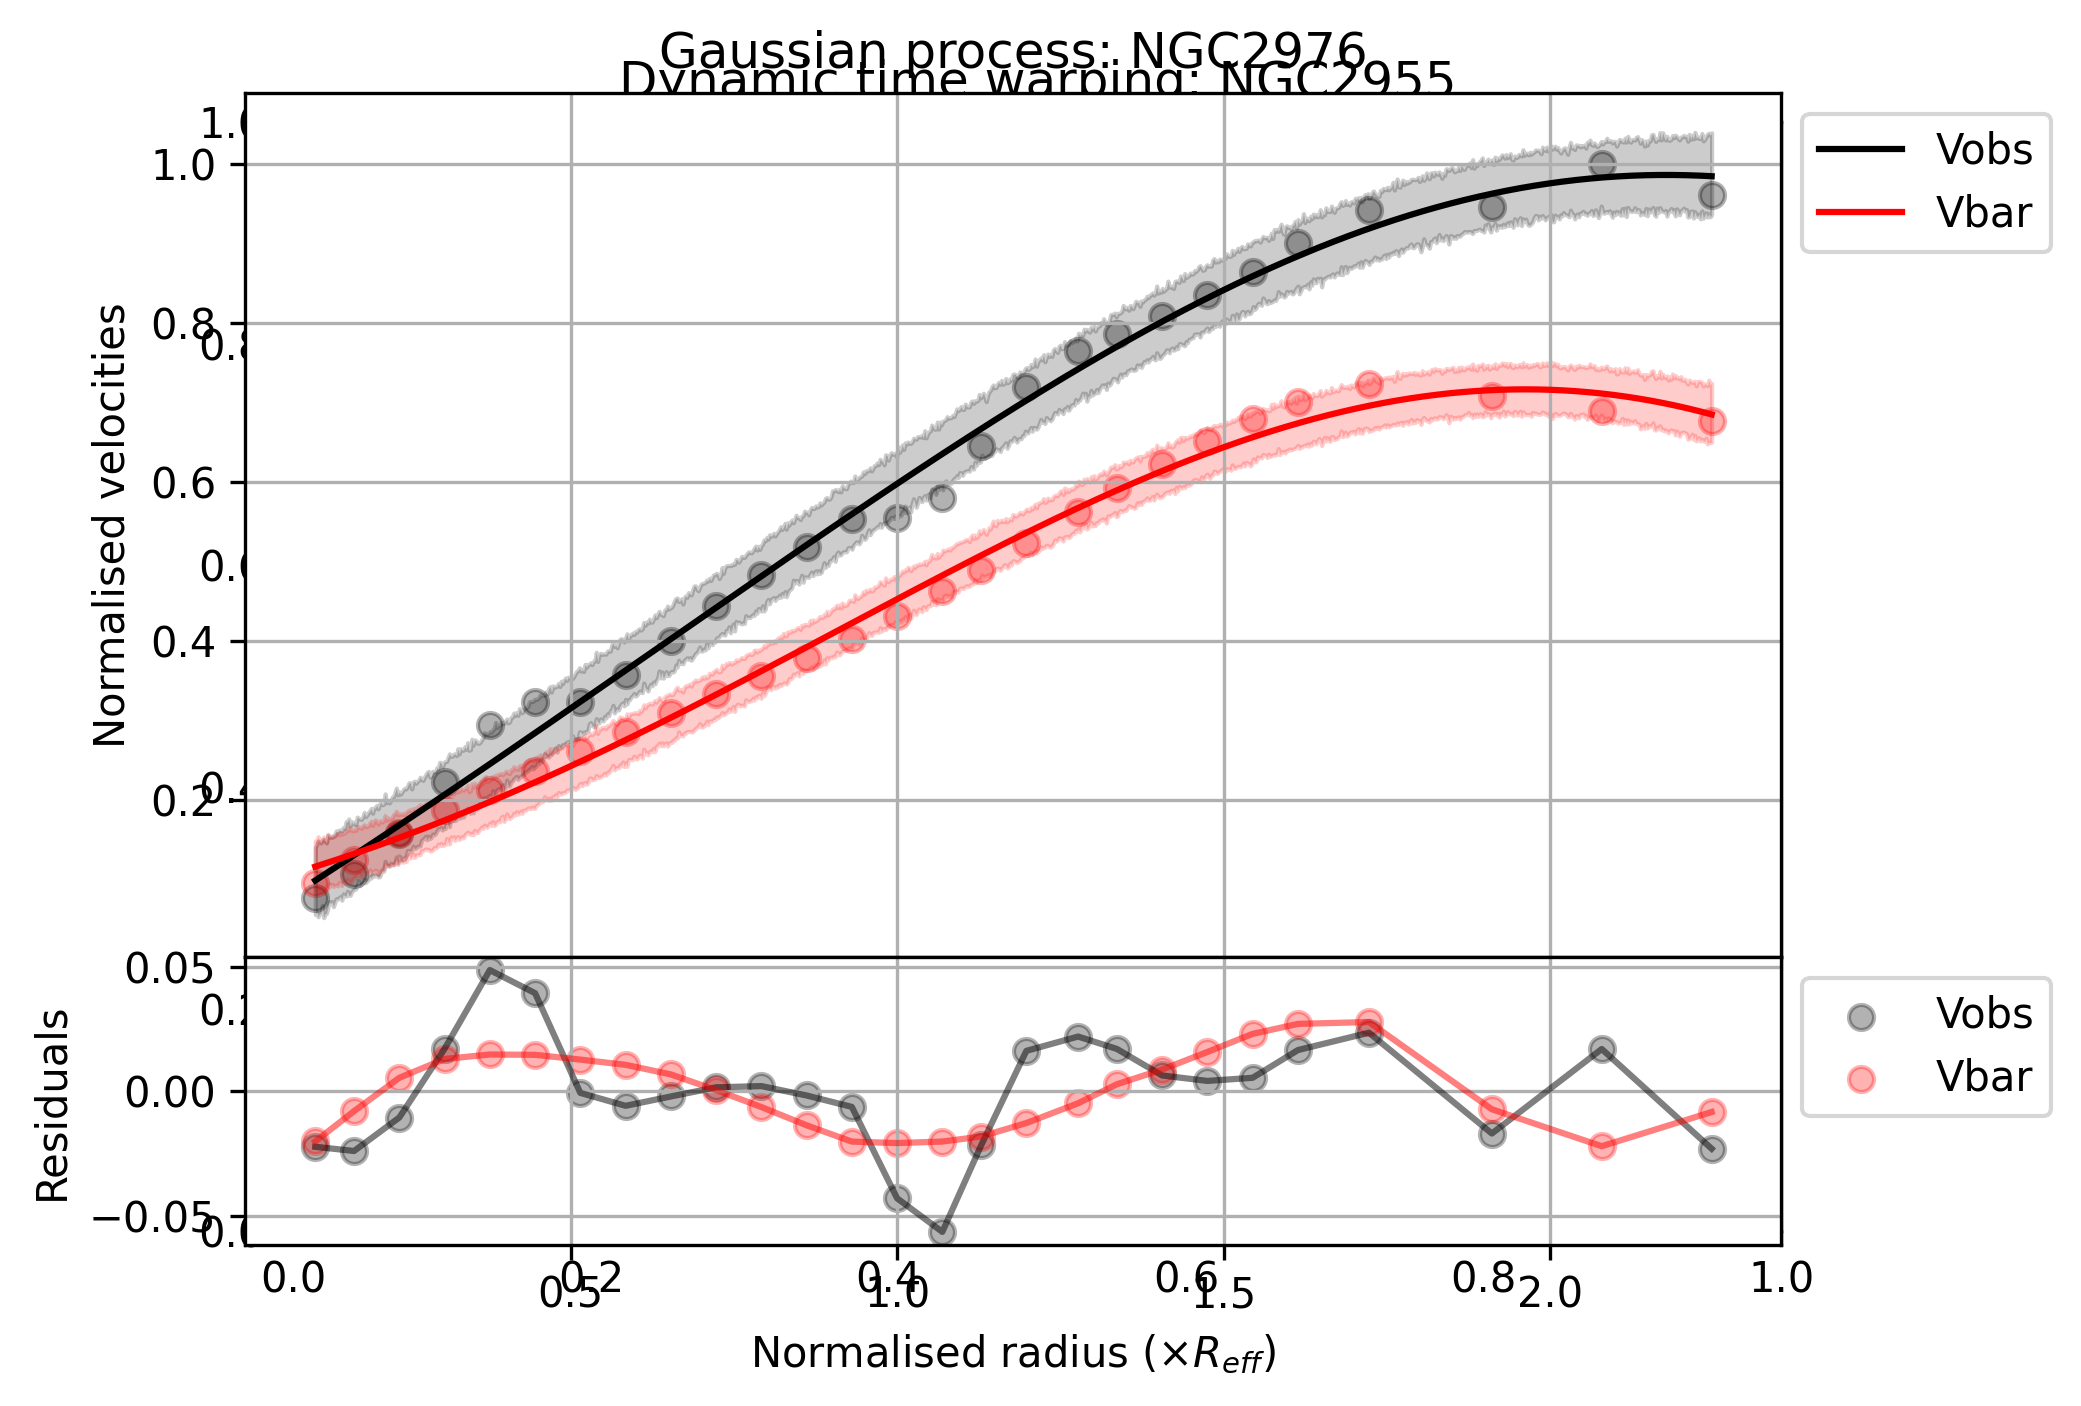 Gaussian process: NGC2976
Dynamic time warping: NGC2955
Normalised velocities
1.0
0.8
0.6
0.4
0.2
Vobs
Vbar
Residuals
0.05
0.00
−0.05
Vobs
Vbar
0.0 0.2 0.4 0.6 0.8 1.0
0.5 1.0 1.5 2.0
Normalised radius (×R_eff)